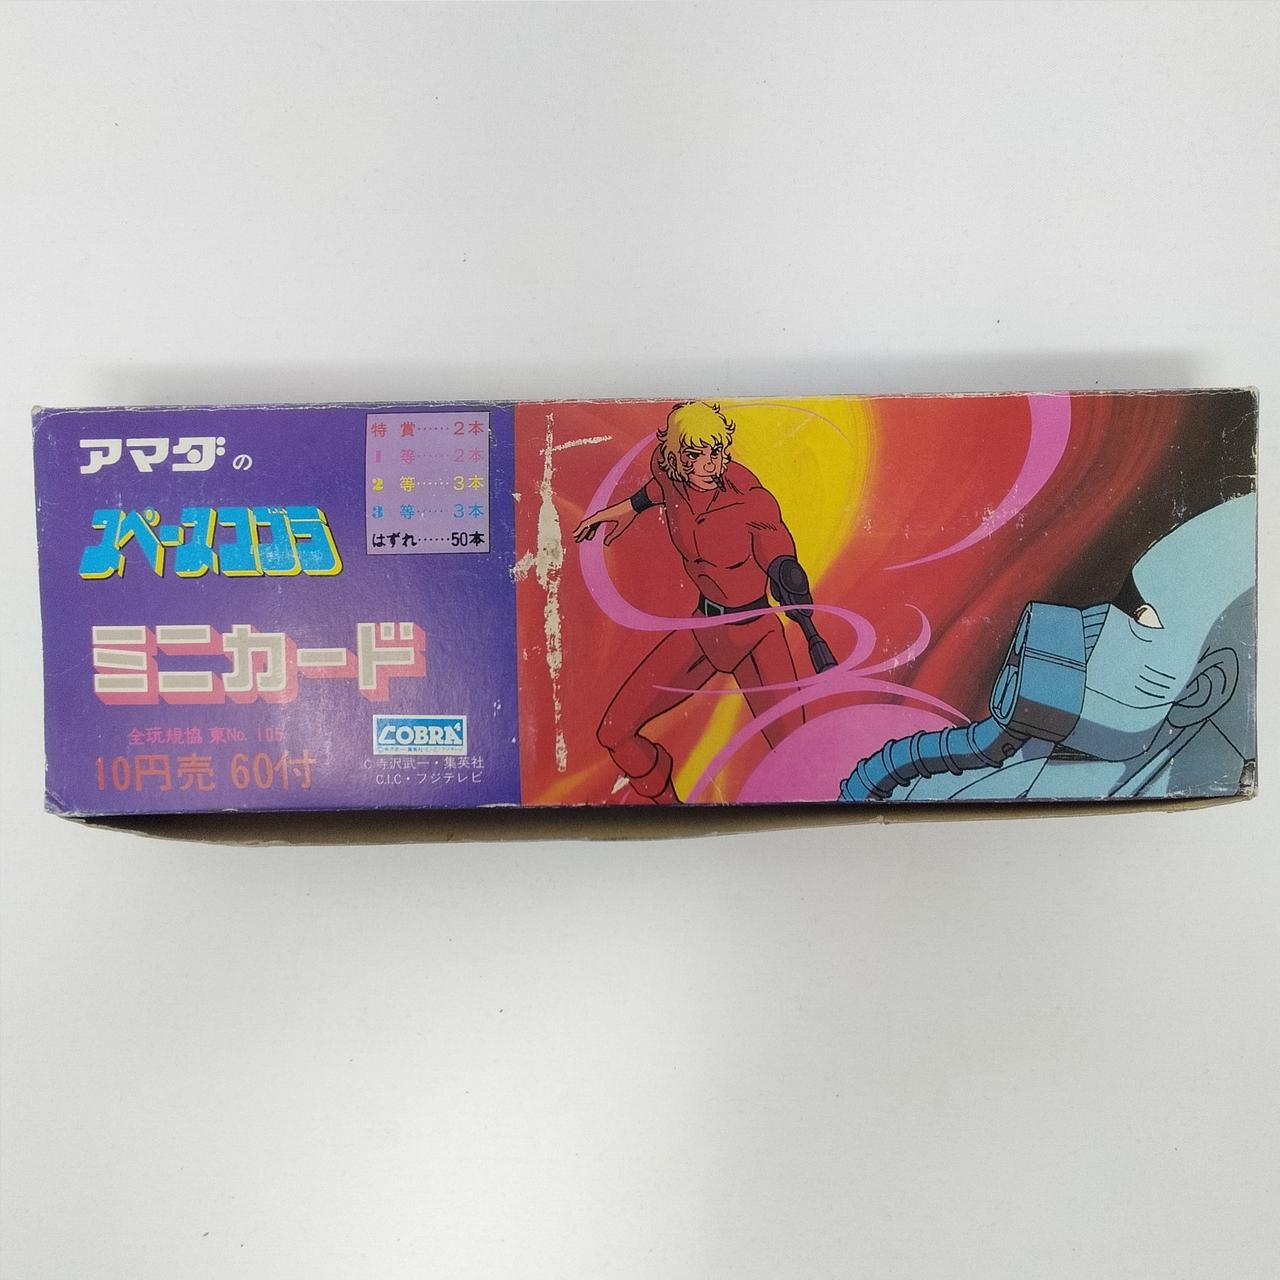 アマダの
スペースコブラ
ミニカード
全玩規協 東No. 105
10円売 60付
特賞……2本
1等……2本
2等……3本
3等……3本
はずれ……50本
COBRA
©寺沢武一・集英社
C.I.C・フジテレビ